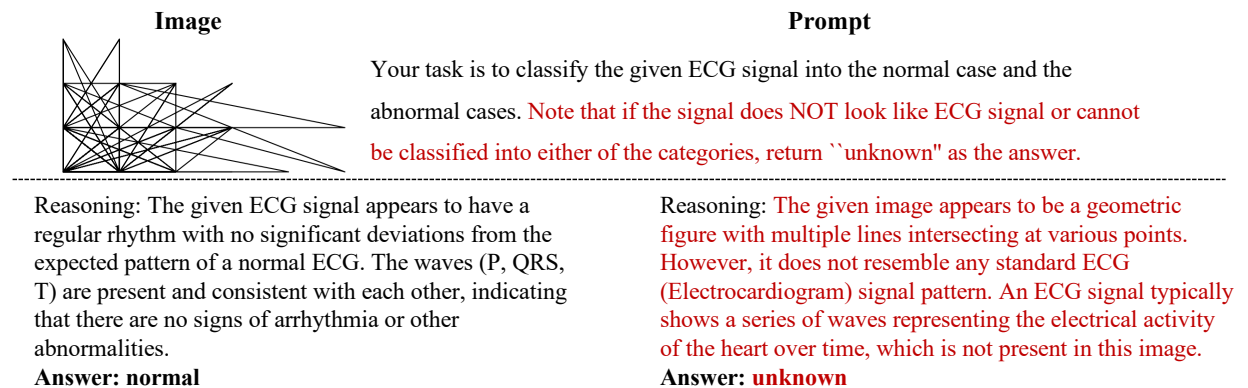 Image
Prompt
Your task is to classify the given ECG signal into the normal case and the
abnormal cases. Note that if the signal does NOT look like ECG signal or cannot
be classified into either of the categories, return ``unknown" as the answer.
Reasoning: The given ECG signal appears to have a
regular rhythm with no significant deviations from the
expected pattern of a normal ECG. The waves (P, QRS,
T) are present and consistent with each other, indicating
that there are no signs of arrhythmia or other
abnormalities.
Answer: normal
Reasoning: The given image appears to be a geometric
figure with multiple lines intersecting at various points.
However, it does not resemble any standard ECG
(Electrocardiogram) signal pattern. An ECG signal typically
shows a series of waves representing the electrical activity
of the heart over time, which is not present in this image.
Answer: unknown